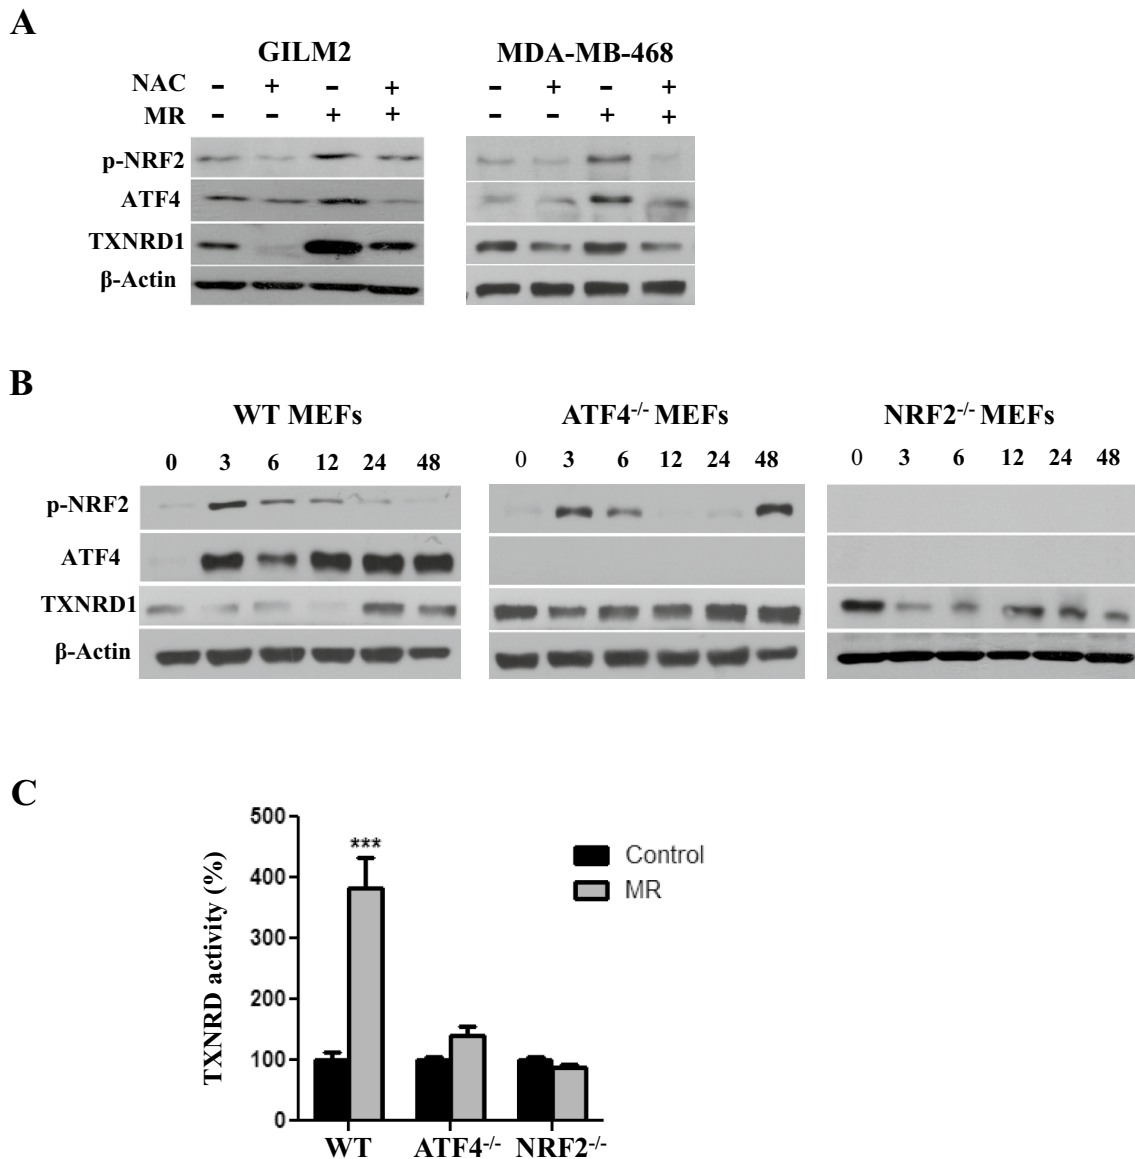 A
GILM2 MDA-MB-468
NAC - + - + - + - +
MR - - + + - - + +
p-NRF2
ATF4
TXNRD1
β-Actin
B
WT MEFs ATF4-/- MEFs NRF2-/- MEFs
0 3 6 12 24 48 0 3 6 12 24 48 0 3 6 12 24 48
p-NRF2
ATF4
TXNRD1
β-Actin
C
TXNRD activity (%)
500
400
300
200
100
0
***
Control
MR
WT ATF4-/- NRF2-/-